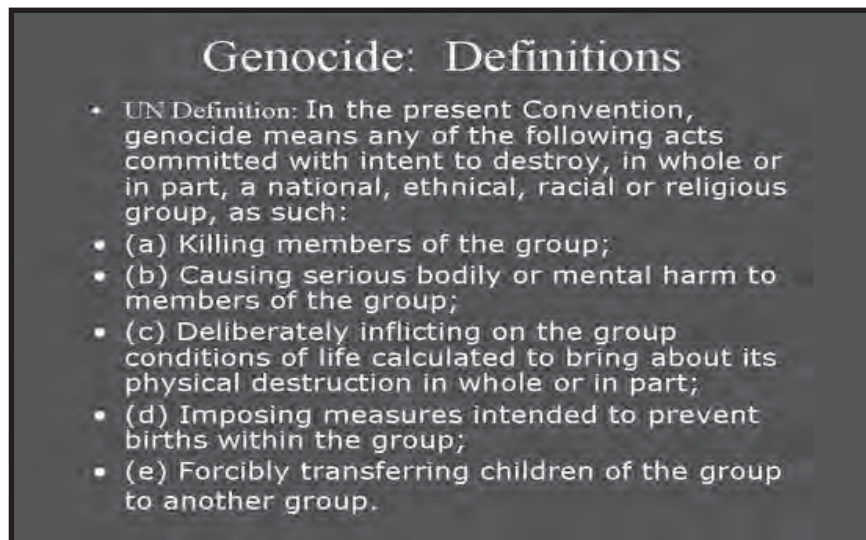 Genocide: Definitions
• UN Definition: In the present Convention,
genocide means any of the following acts
committed with intent to destroy, in whole or
in part, a national, ethnical, racial or religious
group, as such:
• (a) Killing members of the group;
• (b) Causing serious bodily or mental harm to
members of the group;
• (c) Deliberately inflicting on the group
conditions of life calculated to bring about its
physical destruction in whole or in part;
• (d) Imposing measures intended to prevent
births within the group;
• (e) Forcibly transferring children of the group
to another group.